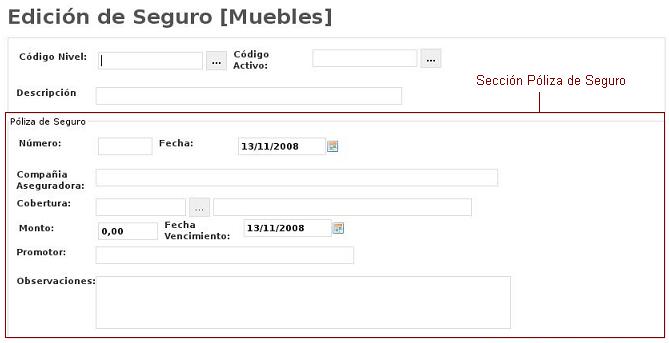 Edición de Seguro [Muebles]
Código Nivel: ... Código Activo: ...
Sección Póliza de Seguro
Descripción
Póliza de Seguro
Número: Fecha: 13/11/2008
Compañia Aseguradora:
Cobertura: ...
Monto: 0,00 Fecha Vencimiento: 13/11/2008
Promotor:
Observaciones: